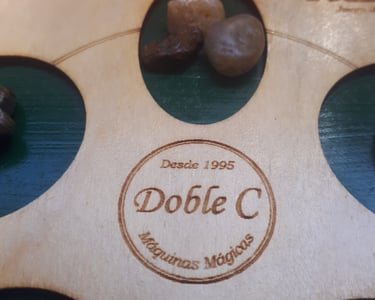 Desde 1995
Doble C
Máquinas Mágicas